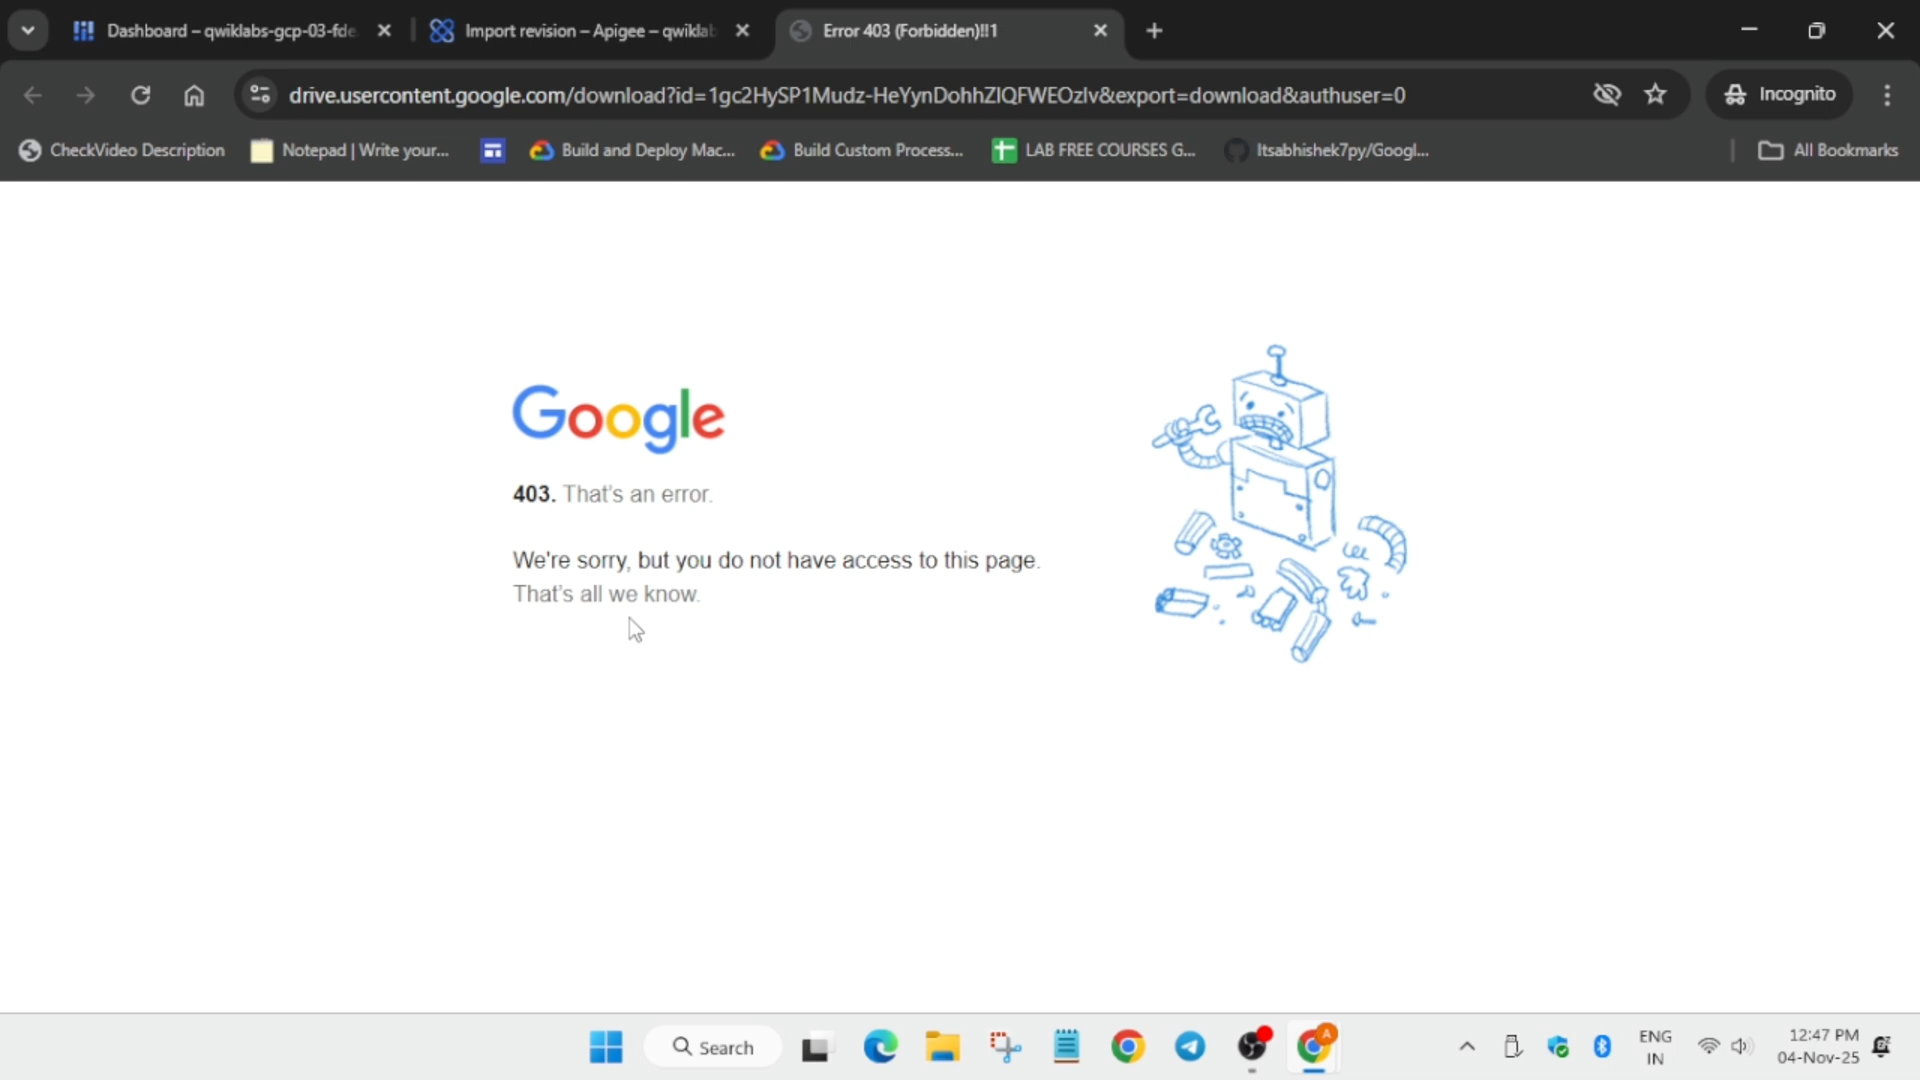 Dashboard – qwiklabs-gcp-03-fde
Import revision – Apigee – qwiklab
Error 403 (Forbidden)!!1
drive.usercontent.google.com/download?id=1gc2HySP1Mudz-HeYynDohhZlQFWEOzlv&export=download&authuser=0
Incognito
CheckVideo Description
Notepad | Write your...
Build and Deploy Mac...
Build Custom Process...
LAB FREE COURSES G...
Itsabhishek7py/Googl...
All Bookmarks
Google
403. That's an error.
We're sorry, but you do not have access to this page.
That's all we know.
Search
A
ENG
IN
12:47 PM
04-Nov-25